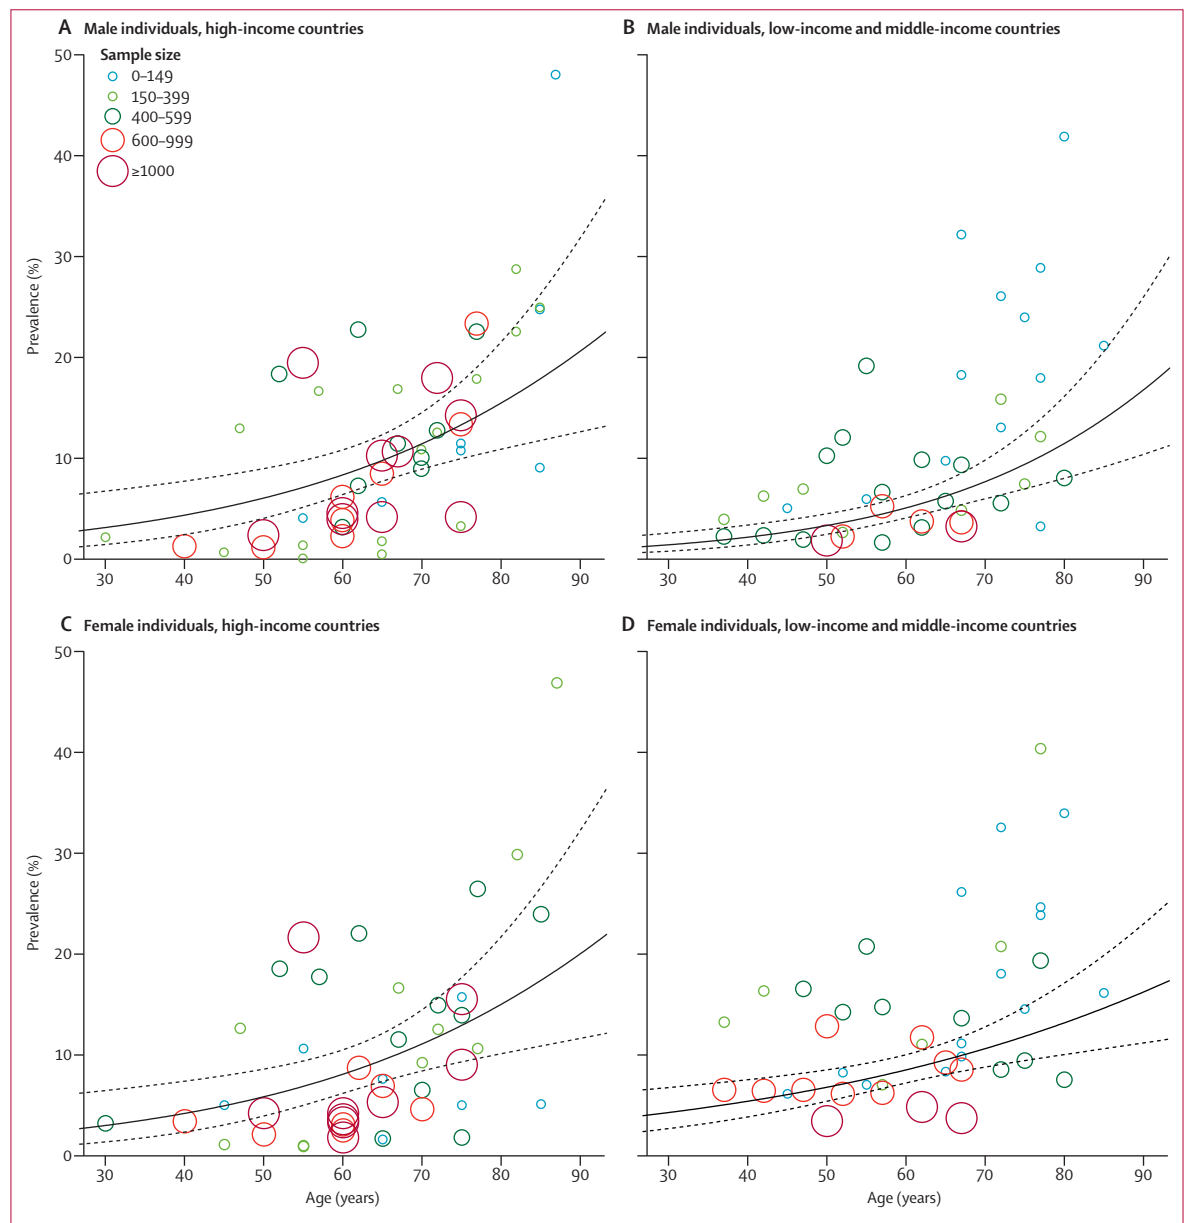 A Male individuals, high-income countries
B Male individuals, low-income and middle-income countries
Sample size
0–149
150–399
400–599
600–999
≥1000
Prevalence (%)
50
40
30
20
10
0
30 40 50 60 70 80 90
30 40 50 60 70 80 90
C Female individuals, high-income countries
D Female individuals, low-income and middle-income countries
Prevalence (%)
50
40
30
20
10
0
30 40 50 60 70 80 90
Age (years)
30 40 50 60 70 80 90
Age (years)